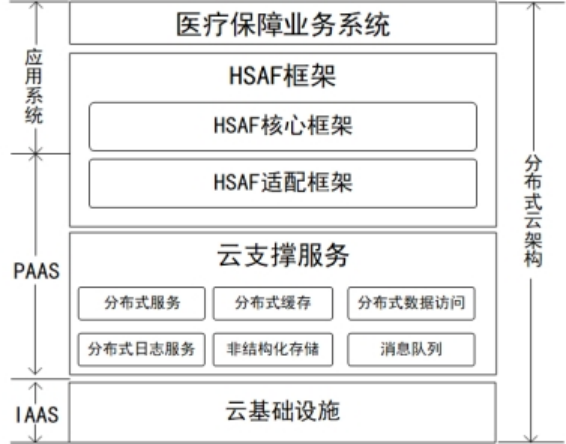 医疗保障业务系统
应用系统
HSAF框架
HSAF核心框架
HSAF适配框架
分布式云架构
PAAS
云支撑服务
分布式服务
分布式缓存
分布式数据访问
分布式日志服务
非结构化存储
消息队列
IAAS
云基础设施